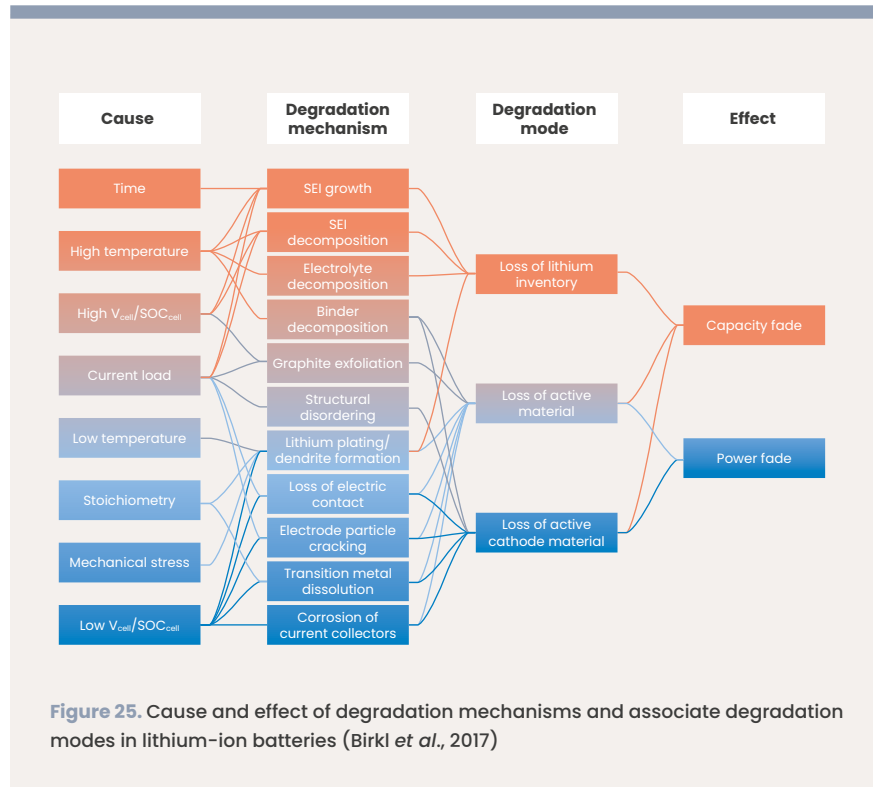 Cause
Degradation
mechanism
Degradation
mode
Effect
Time
High temperature
High Vcell/SOCcell
Current load
Low temperature
Stoichiometry
Mechanical stress
Low Vcell/SOCcell
SEI growth
SEI
decomposition
Electrolyte
decomposition
Binder
decomposition
Graphite exfoliation
Structural
disordering
Lithium plating/
dendrite formation
Loss of electric
contact
Electrode particle
cracking
Transition metal
dissolution
Corrosion of
current collectors
Loss of lithium
inventory
Loss of active
material
Loss of active
cathode material
Capacity fade
Power fade
Figure 25. Cause and effect of degradation mechanisms and associate degradation
modes in lithium-ion batteries (Birkl et al., 2017)